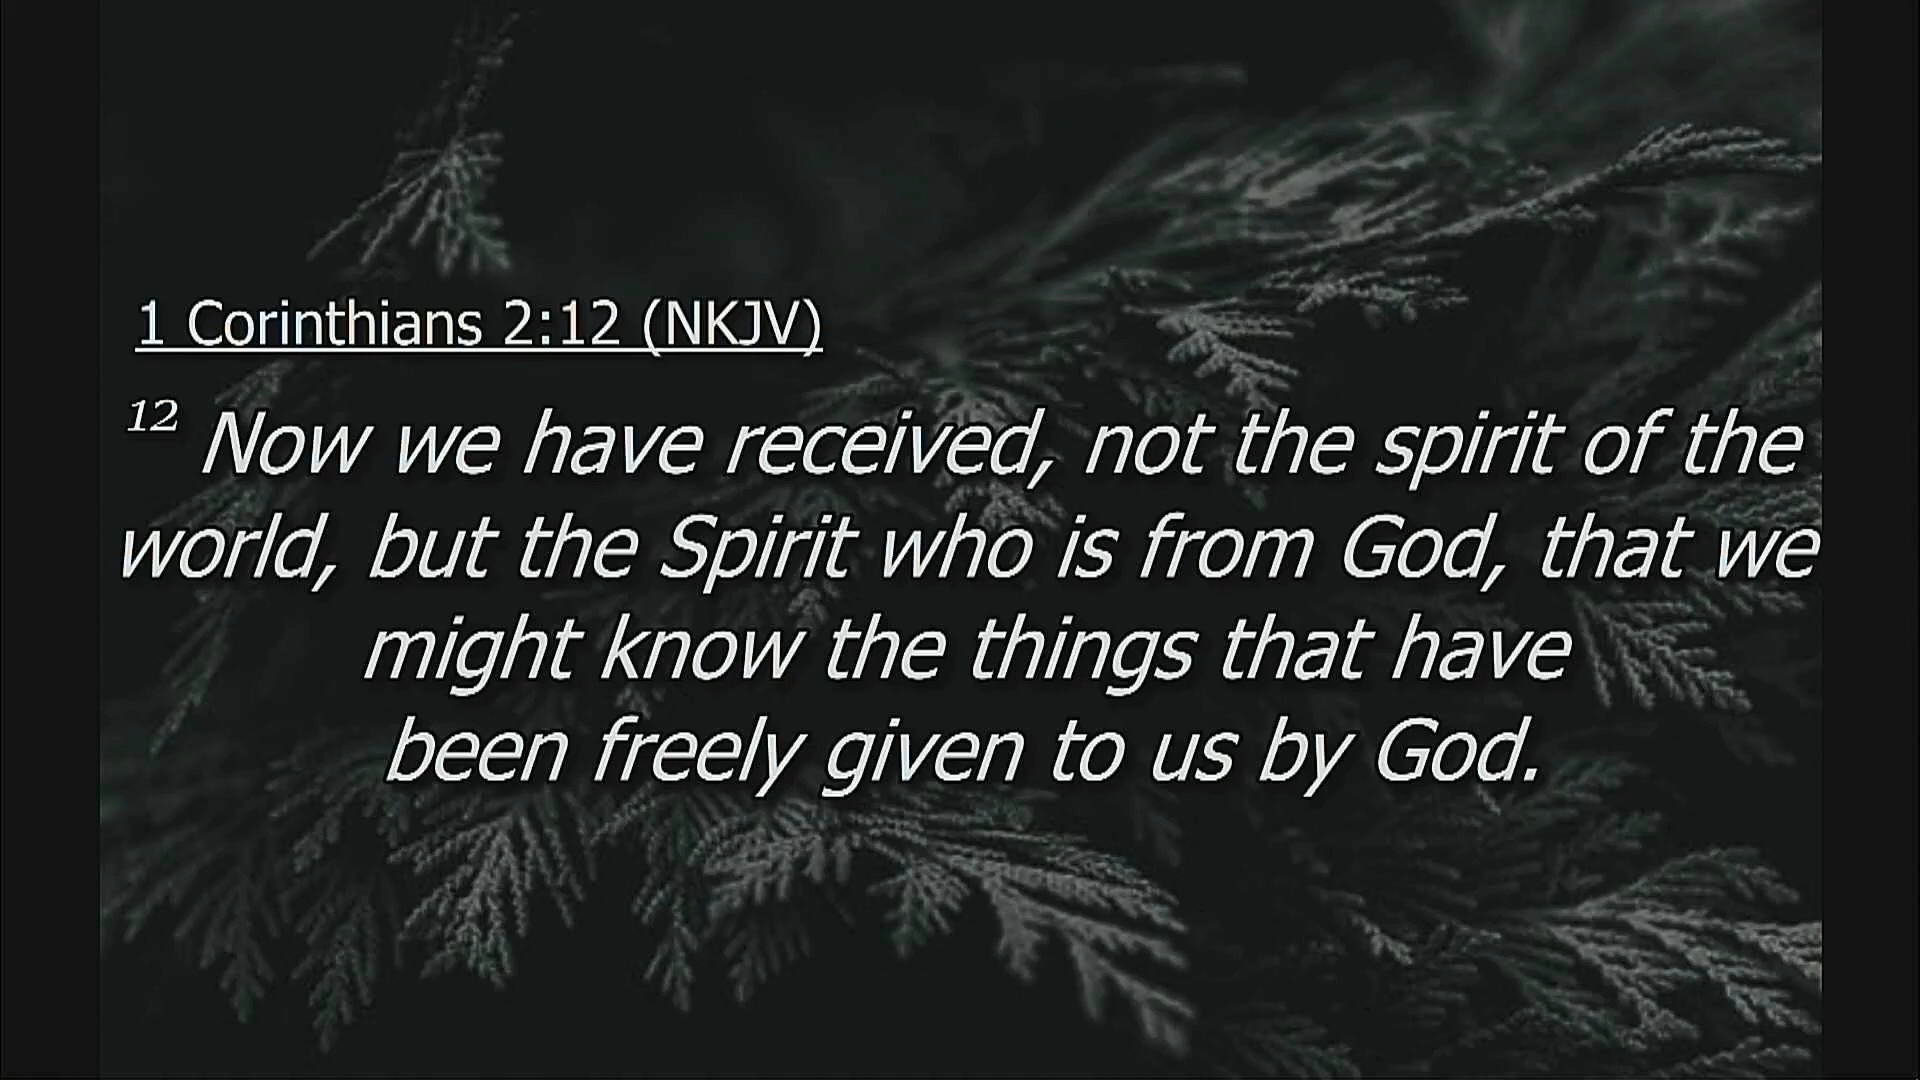 1 Corinthians 2:12 (NKJV)
12 Now we have received, not the spirit of the
world, but the Spirit who is from God, that we
might know the things that have
been freely given to us by God.